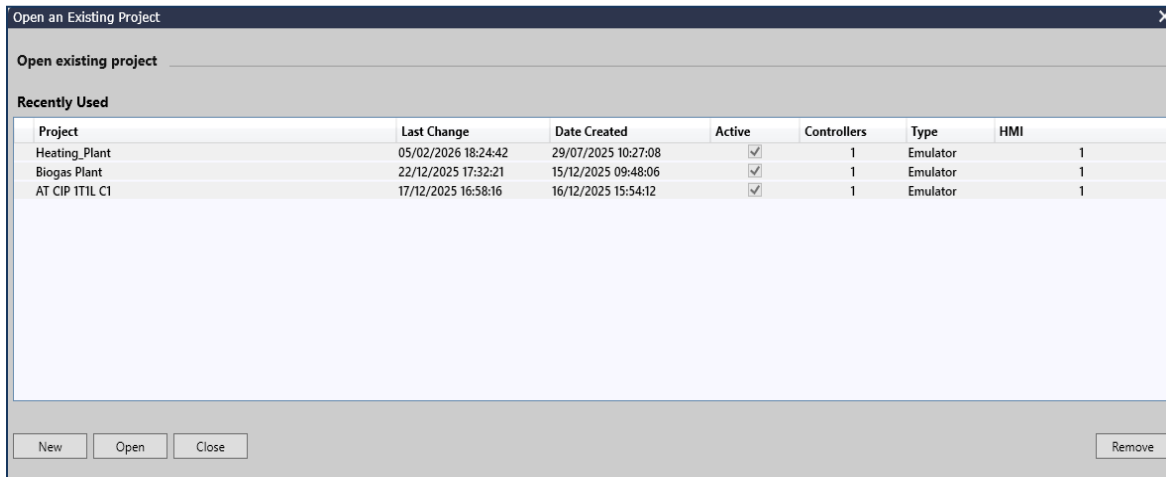 Open an Existing Project
Open existing project
Recently Used
Project Last Change Date Created Active Controllers Type HMI
Heating_Plant 05/02/2026 18:24:42 29/07/2025 10:27:08 1 Emulator 1
Biogas Plant 22/12/2025 17:32:21 15/12/2025 09:48:06 1 Emulator 1
AT CIP 1T1L C1 17/12/2025 16:58:16 16/12/2025 15:54:12 1 Emulator 1
New Open Close Remove